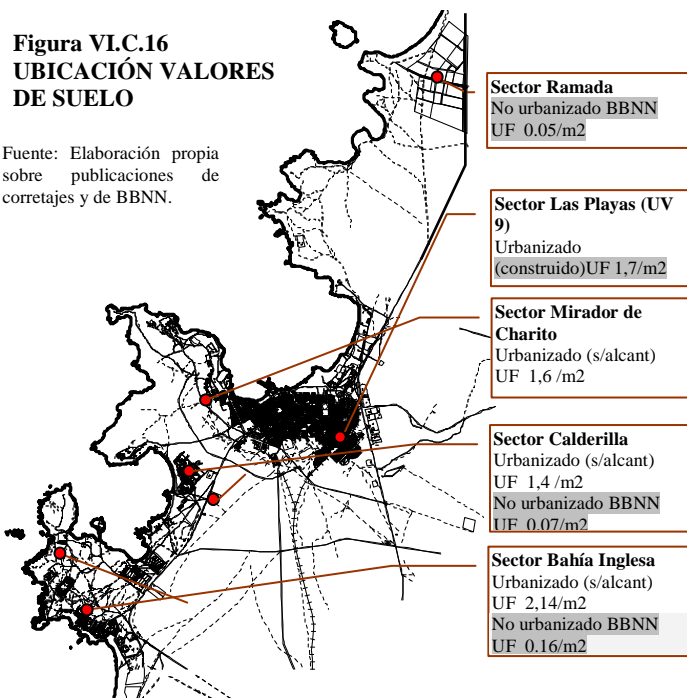 Figura VI.C.16
UBICACIÓN VALORES
DE SUELO
Fuente: Elaboración propia
sobre publicaciones de
corretajes y de BBNN.
Sector Ramada
No urbanizado BBNN
UF 0.05/m2
Sector Las Playas (UV
9)
Urbanizado
(construido)UF 1,7/m2
Sector Mirador de
Charito
Urbanizado (s/alcant)
UF 1,6 /m2
Sector Calderilla
Urbanizado (s/alcant)
UF 1,4 /m2
No urbanizado BBNN
UF 0.07/m2
Sector Bahía Inglesa
Urbanizado (s/alcant)
UF 2,14/m2
No urbanizado BBNN
UF 0.16/m2